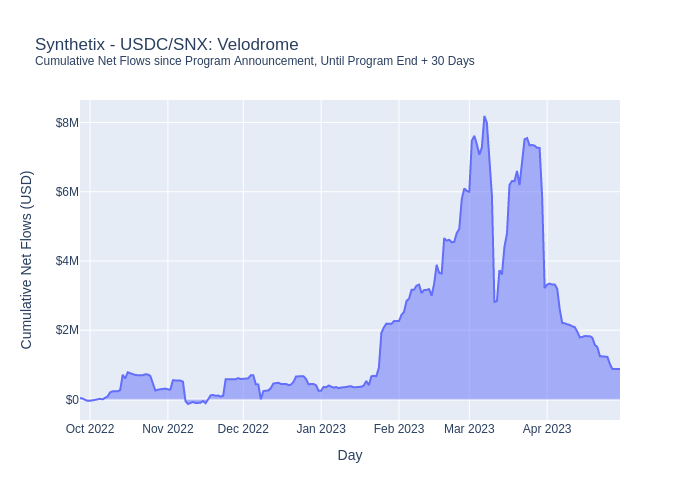 Synthetix - USDC/SNX: Velodrome
Cumulative Net Flows since Program Announcement, Until Program End + 30 Days
Cumulative Net Flows (USD)
$8M
$6M
$4M
$2M
$0
Oct 2022 Nov 2022 Dec 2022 Jan 2023 Feb 2023 Mar 2023 Apr 2023
Day